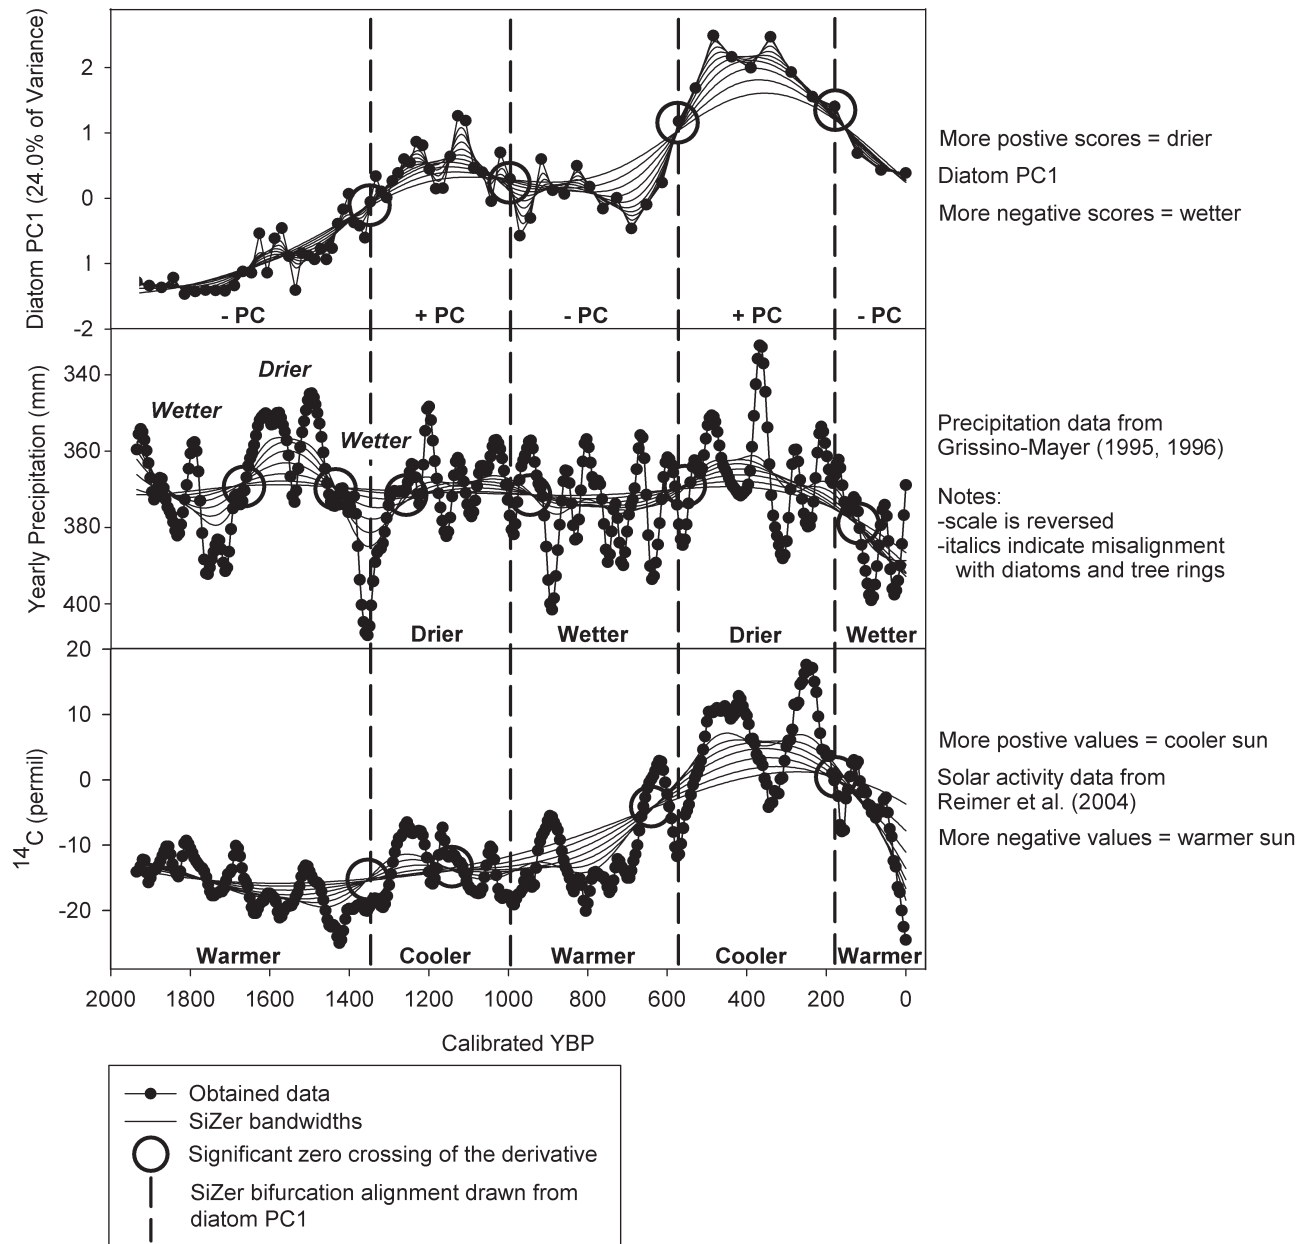 Diatom PC1 (24.0% of Variance)
2
1
0
1
-2
- PC
+ PC
- PC
+ PC
- PC
More postive scores = drier
Diatom PC1
More negative scores = wetter
Yearly Precipitation (mm)
340
360
380
400
Wetter
Drier
Wetter
Drier
Wetter
Drier
Wetter
Precipitation data from
Grissino-Mayer (1995, 1996)
Notes:
-scale is reversed
-italics indicate misalignment
with diatoms and tree rings
14C (permil)
20
10
0
-10
-20
Warmer
Cooler
Warmer
Cooler
Warmer
More postive values = cooler sun
Solar activity data from
Reimer et al. (2004)
More negative values = warmer sun
2000 1800 1600 1400 1200 1000 800 600 400 200 0
Calibrated YBP
Obtained data
SiZer bandwidths
Significant zero crossing of the derivative
SiZer bifurcation alignment drawn from
diatom PC1